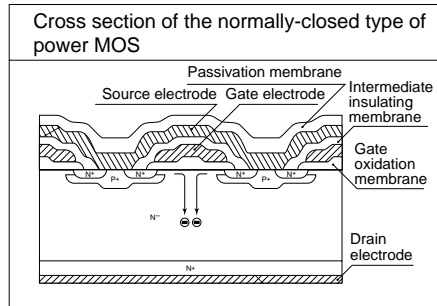 Cross section of the normally-closed type of
power MOS
Passivation membrane
Intermediate
insulating
membrane
Source electrode
Gate electrode
Gate
oxidation
membrane
N+
N+
N+
N+
P+
P+
N—
Drain
electrode
N+